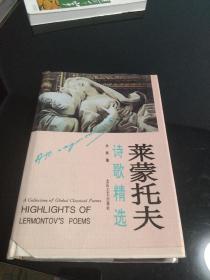 莱蒙托夫
诗歌精选
A Collection of Global Classical Poems
HIGHLIGHTS OF
LERMONTOV'S POEMS